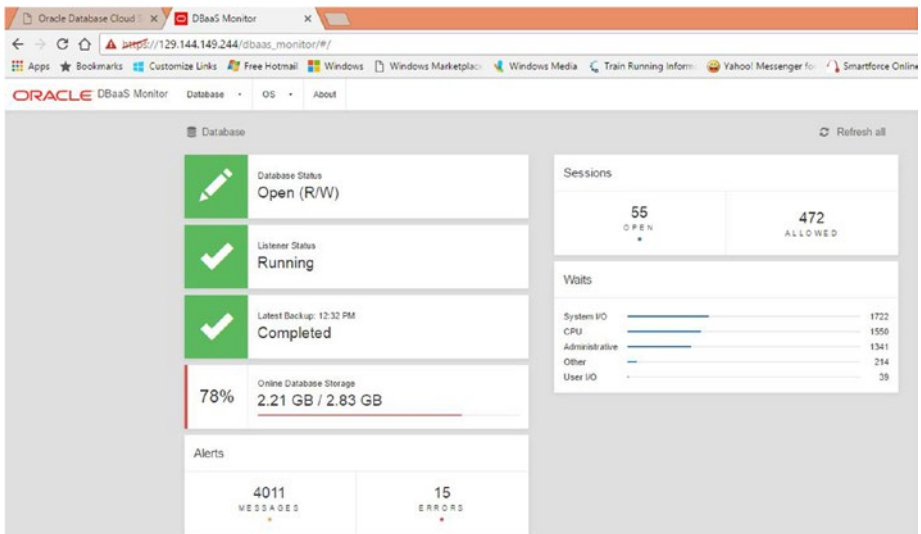 Oracle Database Cloud S
DBaaS Monitor
https://129.144.149.244/dbaas_monitor/#/
Apps Bookmarks Customize Links Free Hotmail Windows Windows Marketplac Windows Media Train Running Inform Yahoo! Messenger fo Smartforce Online
ORACLE DBaaS Monitor Database OS About
Database
Refresh all
Database Status
Open (R/W)
Listener Status
Running
Latest Backup: 12:32 PM
Completed
78%
Online Database Storage
2.21 GB / 2.83 GB
Alerts
4011
MESSAGES
15
ERRORS
Sessions
55
OPEN
472
ALLOWED
Waits
System I/O 1722
CPU 1550
Administrative 1341
Other 214
User I/O 39